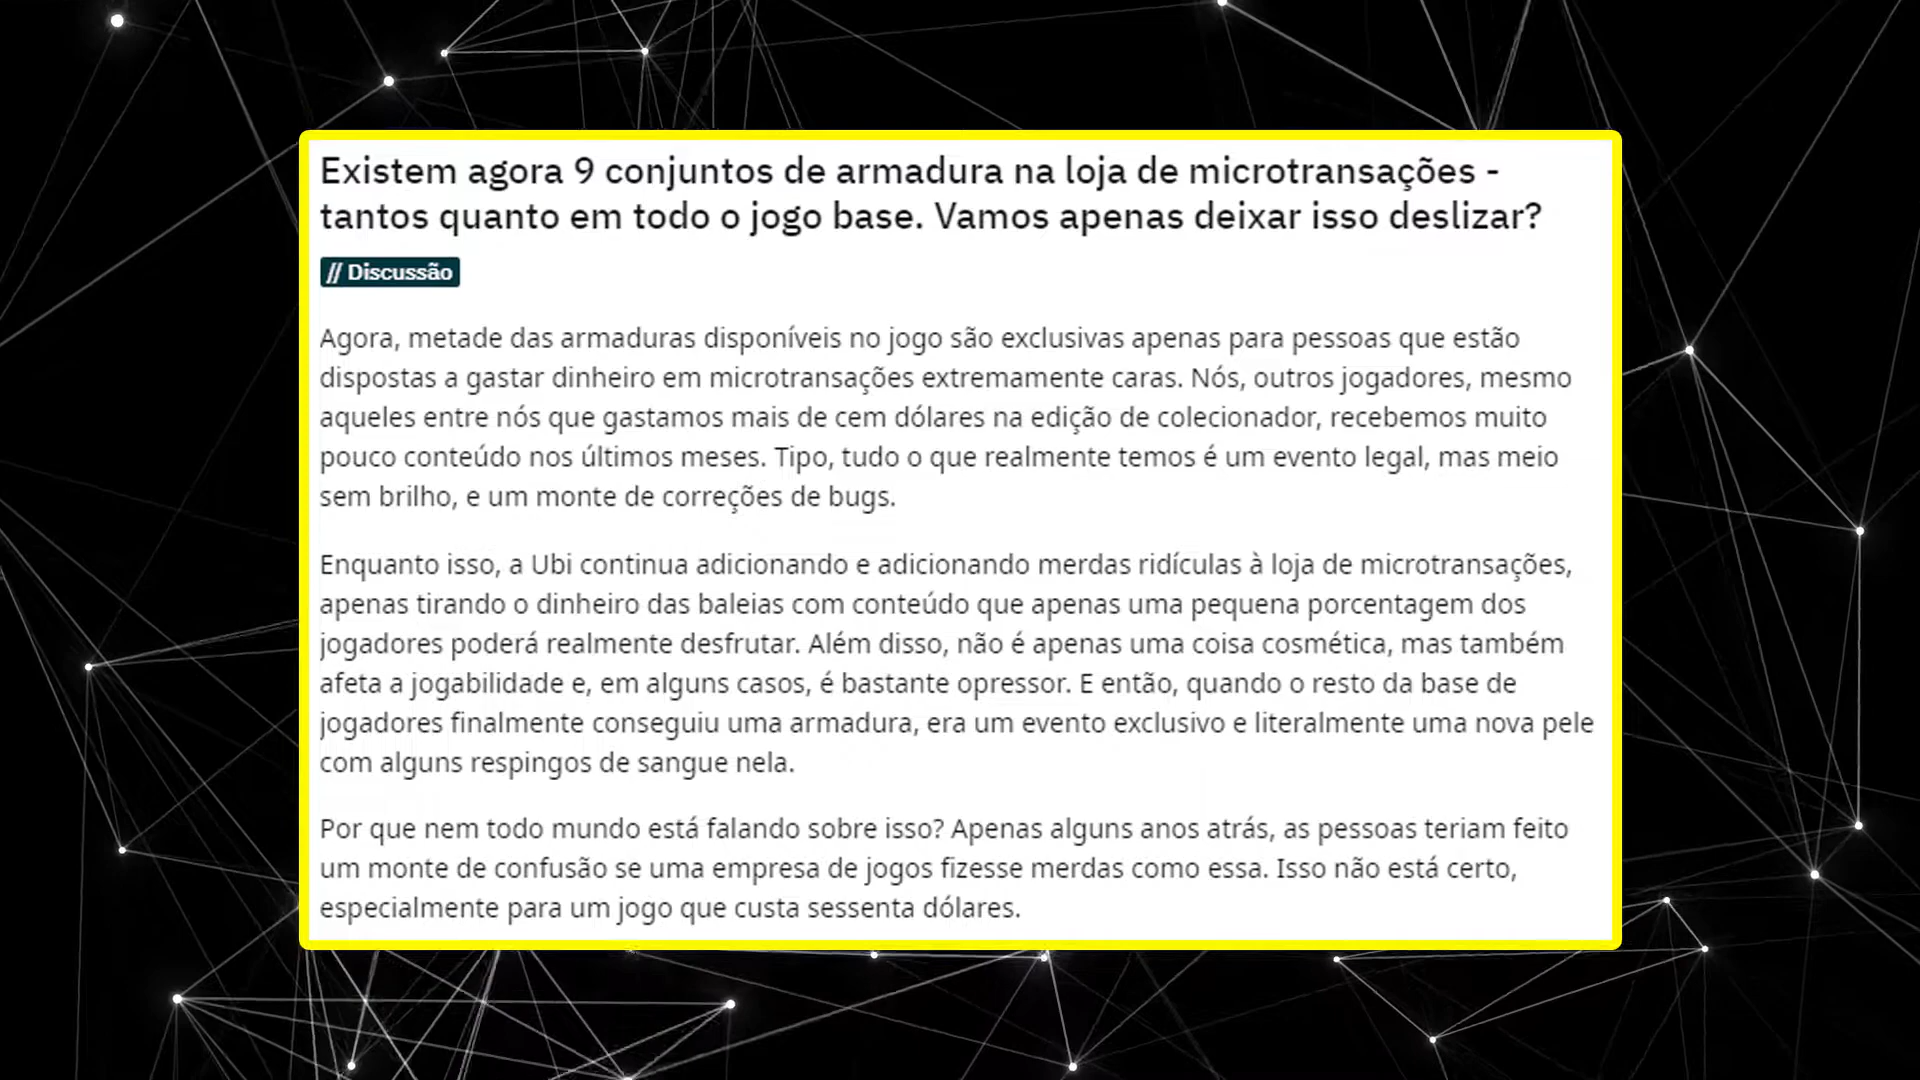 Existem agora 9 conjuntos de armadura na loja de microtransações -
tantos quanto em todo o jogo base. Vamos apenas deixar isso deslizar?
// Discussão
Agora, metade das armaduras disponíveis no jogo são exclusivas apenas para pessoas que estão
dispostas a gastar dinheiro em microtransações extremamente caras. Nós, outros jogadores, mesmo
aqueles entre nós que gastamos mais de cem dólares na edição de colecionador, recebemos muito
pouco conteúdo nos últimos meses. Tipo, tudo o que realmente temos é um evento legal, mas meio
sem brilho, e um monte de correções de bugs.
Enquanto isso, a Ubi continua adicionando e adicionando merdas ridículas à loja de microtransações,
apenas tirando o dinheiro das baleias com conteúdo que apenas uma pequena porcentagem dos
jogadores poderá realmente desfrutar. Além disso, não é apenas uma coisa cosmética, mas também
afeta a jogabilidade e, em alguns casos, é bastante opressor. E então, quando o resto da base de
jogadores finalmente conseguiu uma armadura, era um evento exclusivo e literalmente uma nova pele
com alguns respingos de sangue nela.
Por que nem todo mundo está falando sobre isso? Apenas alguns anos atrás, as pessoas teriam feito
um monte de confusão se uma empresa de jogos fizesse merdas como essa. Isso não está certo,
especialmente para um jogo que custa sessenta dólares.